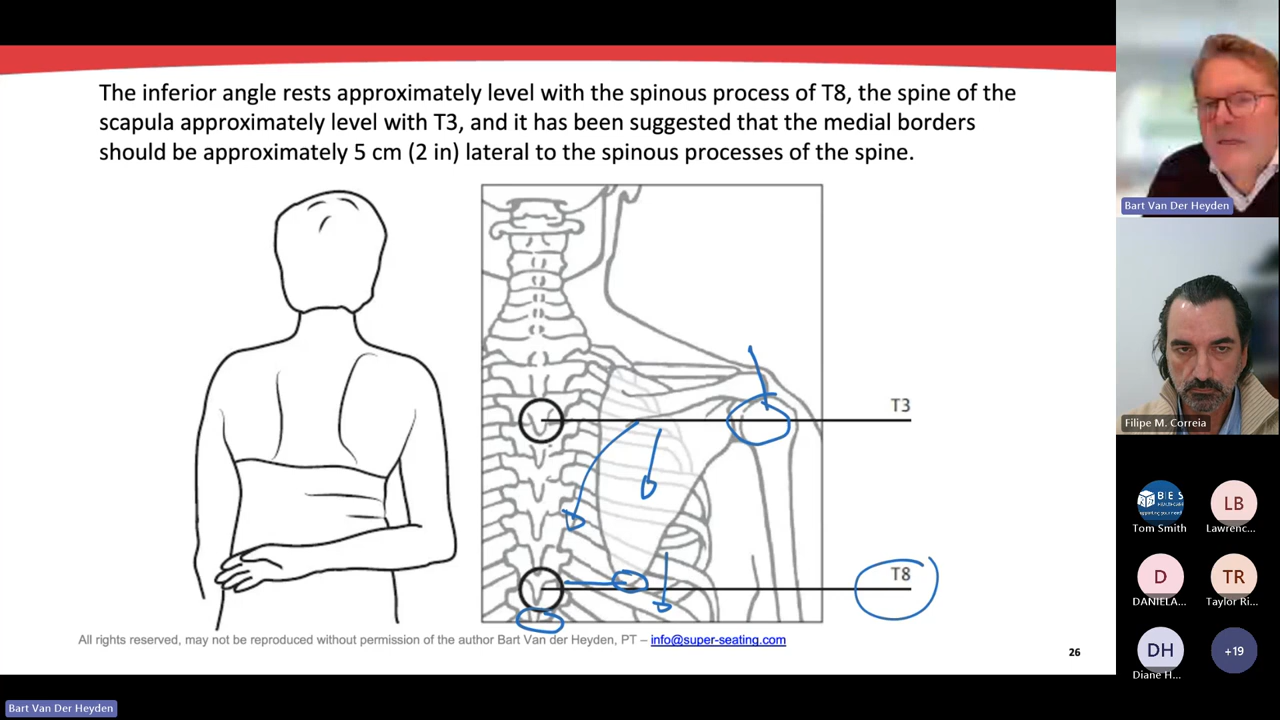 The inferior angle rests approximately level with the spinous process of T8, the spine of the
scapula approximately level with T3, and it has been suggested that the medial borders
should be approximately 5 cm (2 in) lateral to the spinous processes of the spine.
T3
T8
All rights reserved, may not be reproduced without permission of the author Bart Van der Heyden, PT – info@super-seating.com
26
Bart Van Der Heyden
Filipe M. Correia
BES
HEALTHCARE
Tom Smith
LB
Lawrenc...
D
DANIELA...
TR
Taylor Ri...
DH
Diane H...
+19
Bart Van Der Heyden